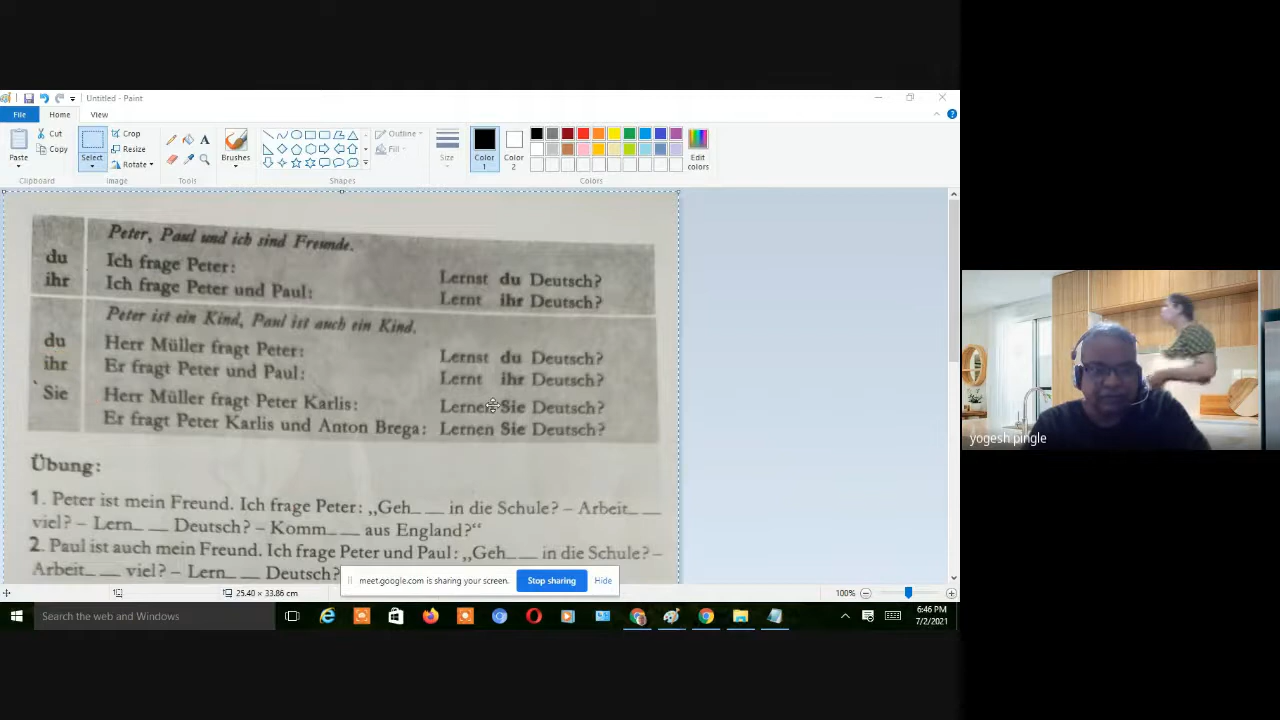 Untitled - Paint
File Home View
Paste
Cut
Copy
Clipboard
Select
Crop
Resize
Rotate
Image
Tools
Brushes
Outline
Fill
Shapes
Size
Color 1
Color 2
Edit colors
Colors
Peter, Paul und ich sind Freunde.
du Ich frage Peter: Lernst du Deutsch?
ihr Ich frage Peter und Paul: Lernt ihr Deutsch?
Peter ist ein Kind, Paul ist auch ein Kind.
du Herr Müller fragt Peter: Lernst du Deutsch?
ihr Er fragt Peter und Paul: Lernt ihr Deutsch?
Sie Herr Müller fragt Peter Karlis: Lernen Sie Deutsch?
Er fragt Peter Karlis und Anton Brega: Lernen Sie Deutsch?
Übung:
1. Peter ist mein Freund. Ich frage Peter: „Geh_ _ in die Schule? – Arbeit_ _
viel? – Lern_ _ Deutsch? – Komm_ _ aus England?“
2. Paul ist auch mein Freund. Ich frage Peter und Paul: „Geh_ _ in die Schule? –
Arbeit_ _ viel? – Lern_ _ Deutsch?
meet.google.com is sharing your screen. Stop sharing Hide
25.40 × 33.86 cm
100%
Search the web and Windows
6:46 PM
7/2/2021
yogesh pingle